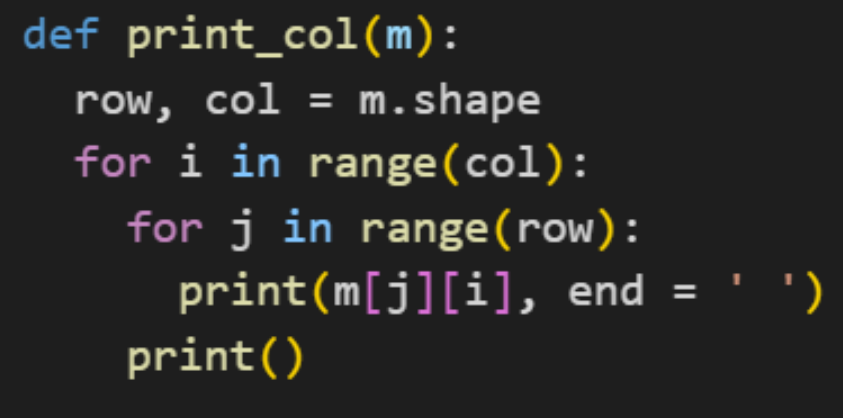 def print_col(m):
  row, col = m.shape
  for i in range(col):
    for j in range(row):
      print(m[j][i], end = ' ')
    print()